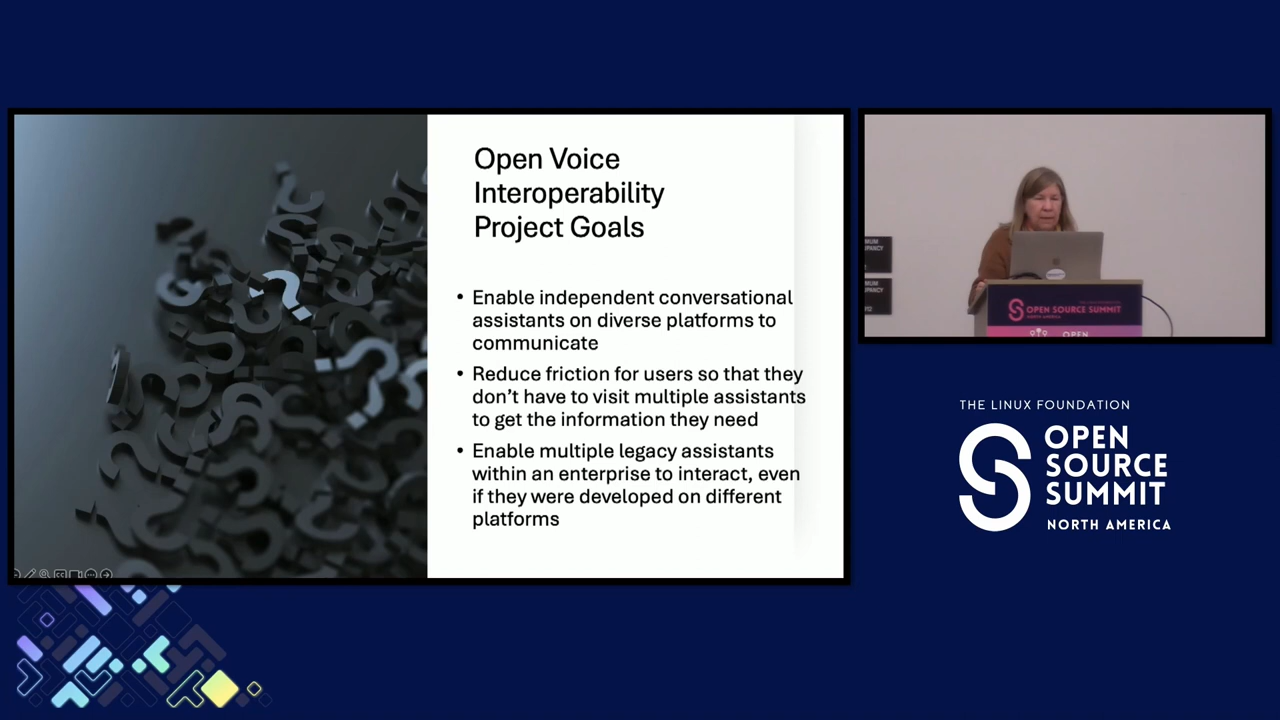 Open Voice
Interoperability
Project Goals
• Enable independent conversational
assistants on diverse platforms to
communicate
• Reduce friction for users so that they
don't have to visit multiple assistants
to get the information they need
• Enable multiple legacy assistants
within an enterprise to interact, even
if they were developed on different
platforms
OPEN SOURCE SUMMIT
OPEN
THE LINUX FOUNDATION
OPEN
SOURCE
SUMMIT
NORTH AMERICA